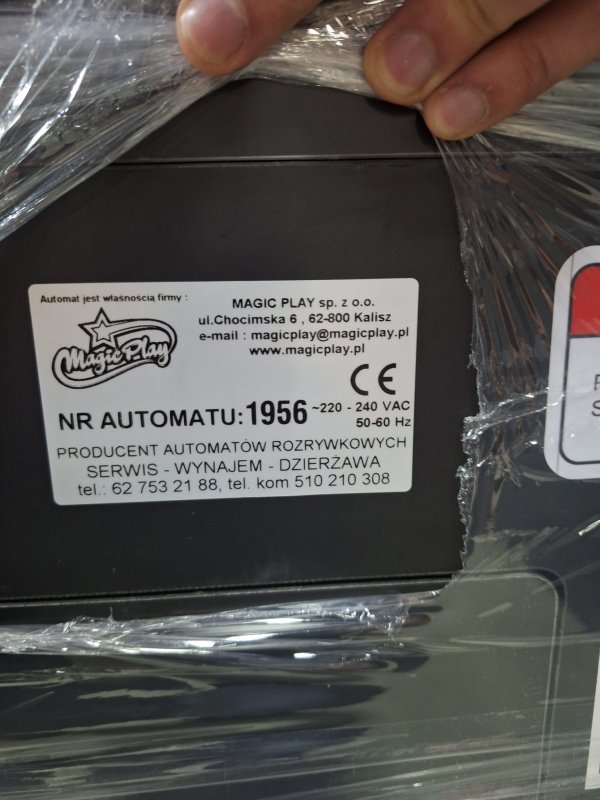 Automat jest własnością firmy :
Magic Play
MAGIC PLAY sp. z o.o.
ul.Chocimska 6 , 62-800 Kalisz
e-mail : magicplay@magicplay.pl
www.magicplay.pl
CE
NR AUTOMATU: 1956 ~220 - 240 VAC
50-60 Hz
PRODUCENT AUTOMATÓW ROZRYWKOWYCH
SERWIS - WYNAJEM - DZIERŻAWA
tel.: 62 753 21 88, tel. kom 510 210 308